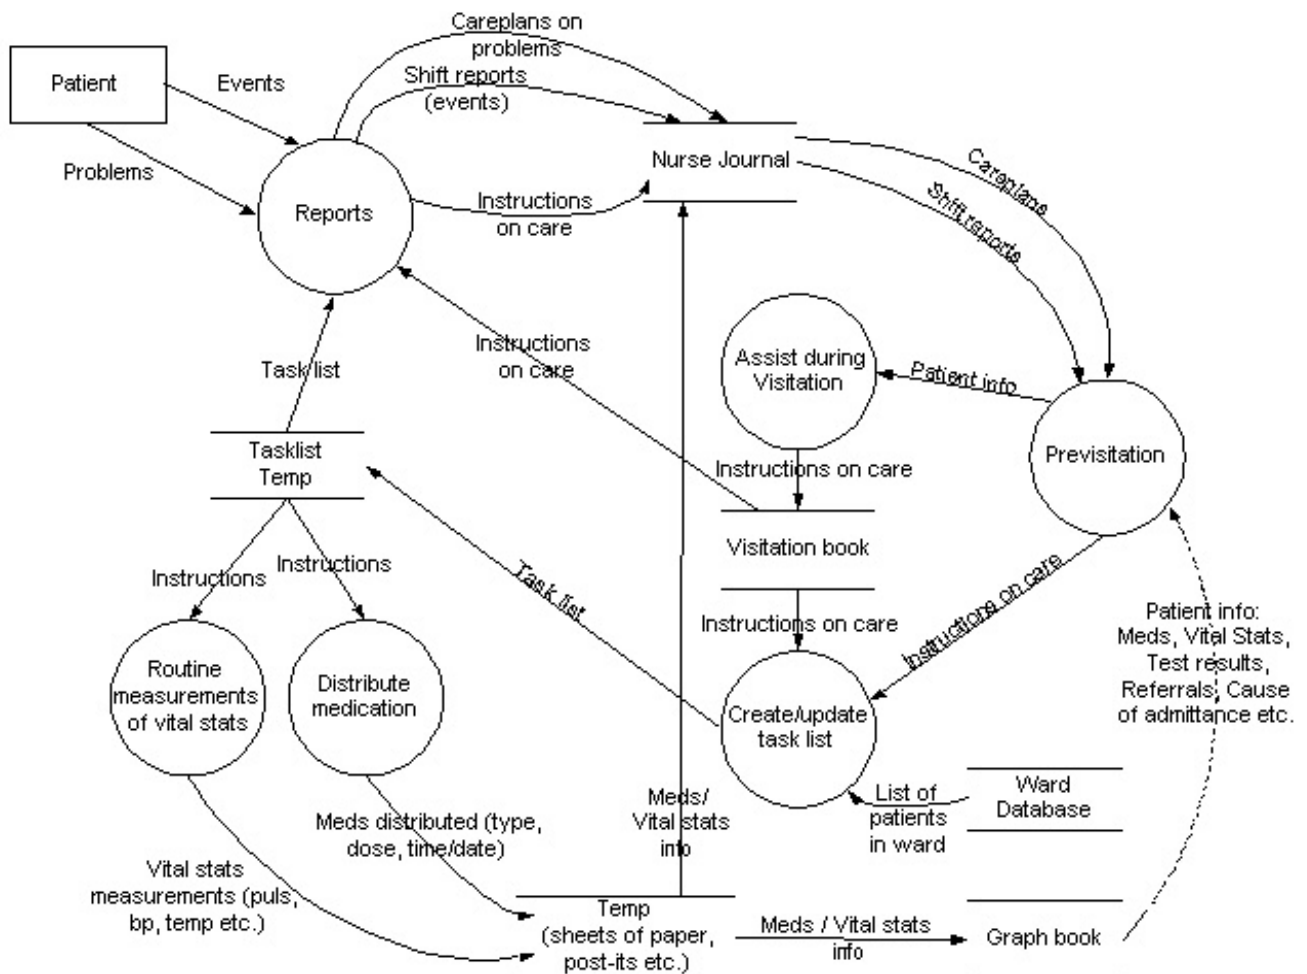 Careplans on
problems
Patient
Events
Shift reports
(events)
Nurse Journal
Problems
Reports
Instructions
on care
Careplans
Shift reports
Instructions
on care
Assist during
Visitation
Patient info
Task list
Previsitation
Tasklist
Temp
Instructions on care
Visitation book
Instructions
Instructions
Task list
Instructions on care
Instructions on care
Patient info:
Meds, Vital Stats,
Test results,
Referrals, Cause
of admittance etc.
Routine
measurements
of vital stats
Distribute
medication
Create/update
task list
Meds/
Vital stats
info
List of
patients
in ward
Ward
Database
Meds distributed (type,
dose, time/date)
Vital stats
measurements (puls,
bp, temp etc.)
Temp
(sheets of paper,
post-its etc.)
Meds / Vital stats
info
Graph book